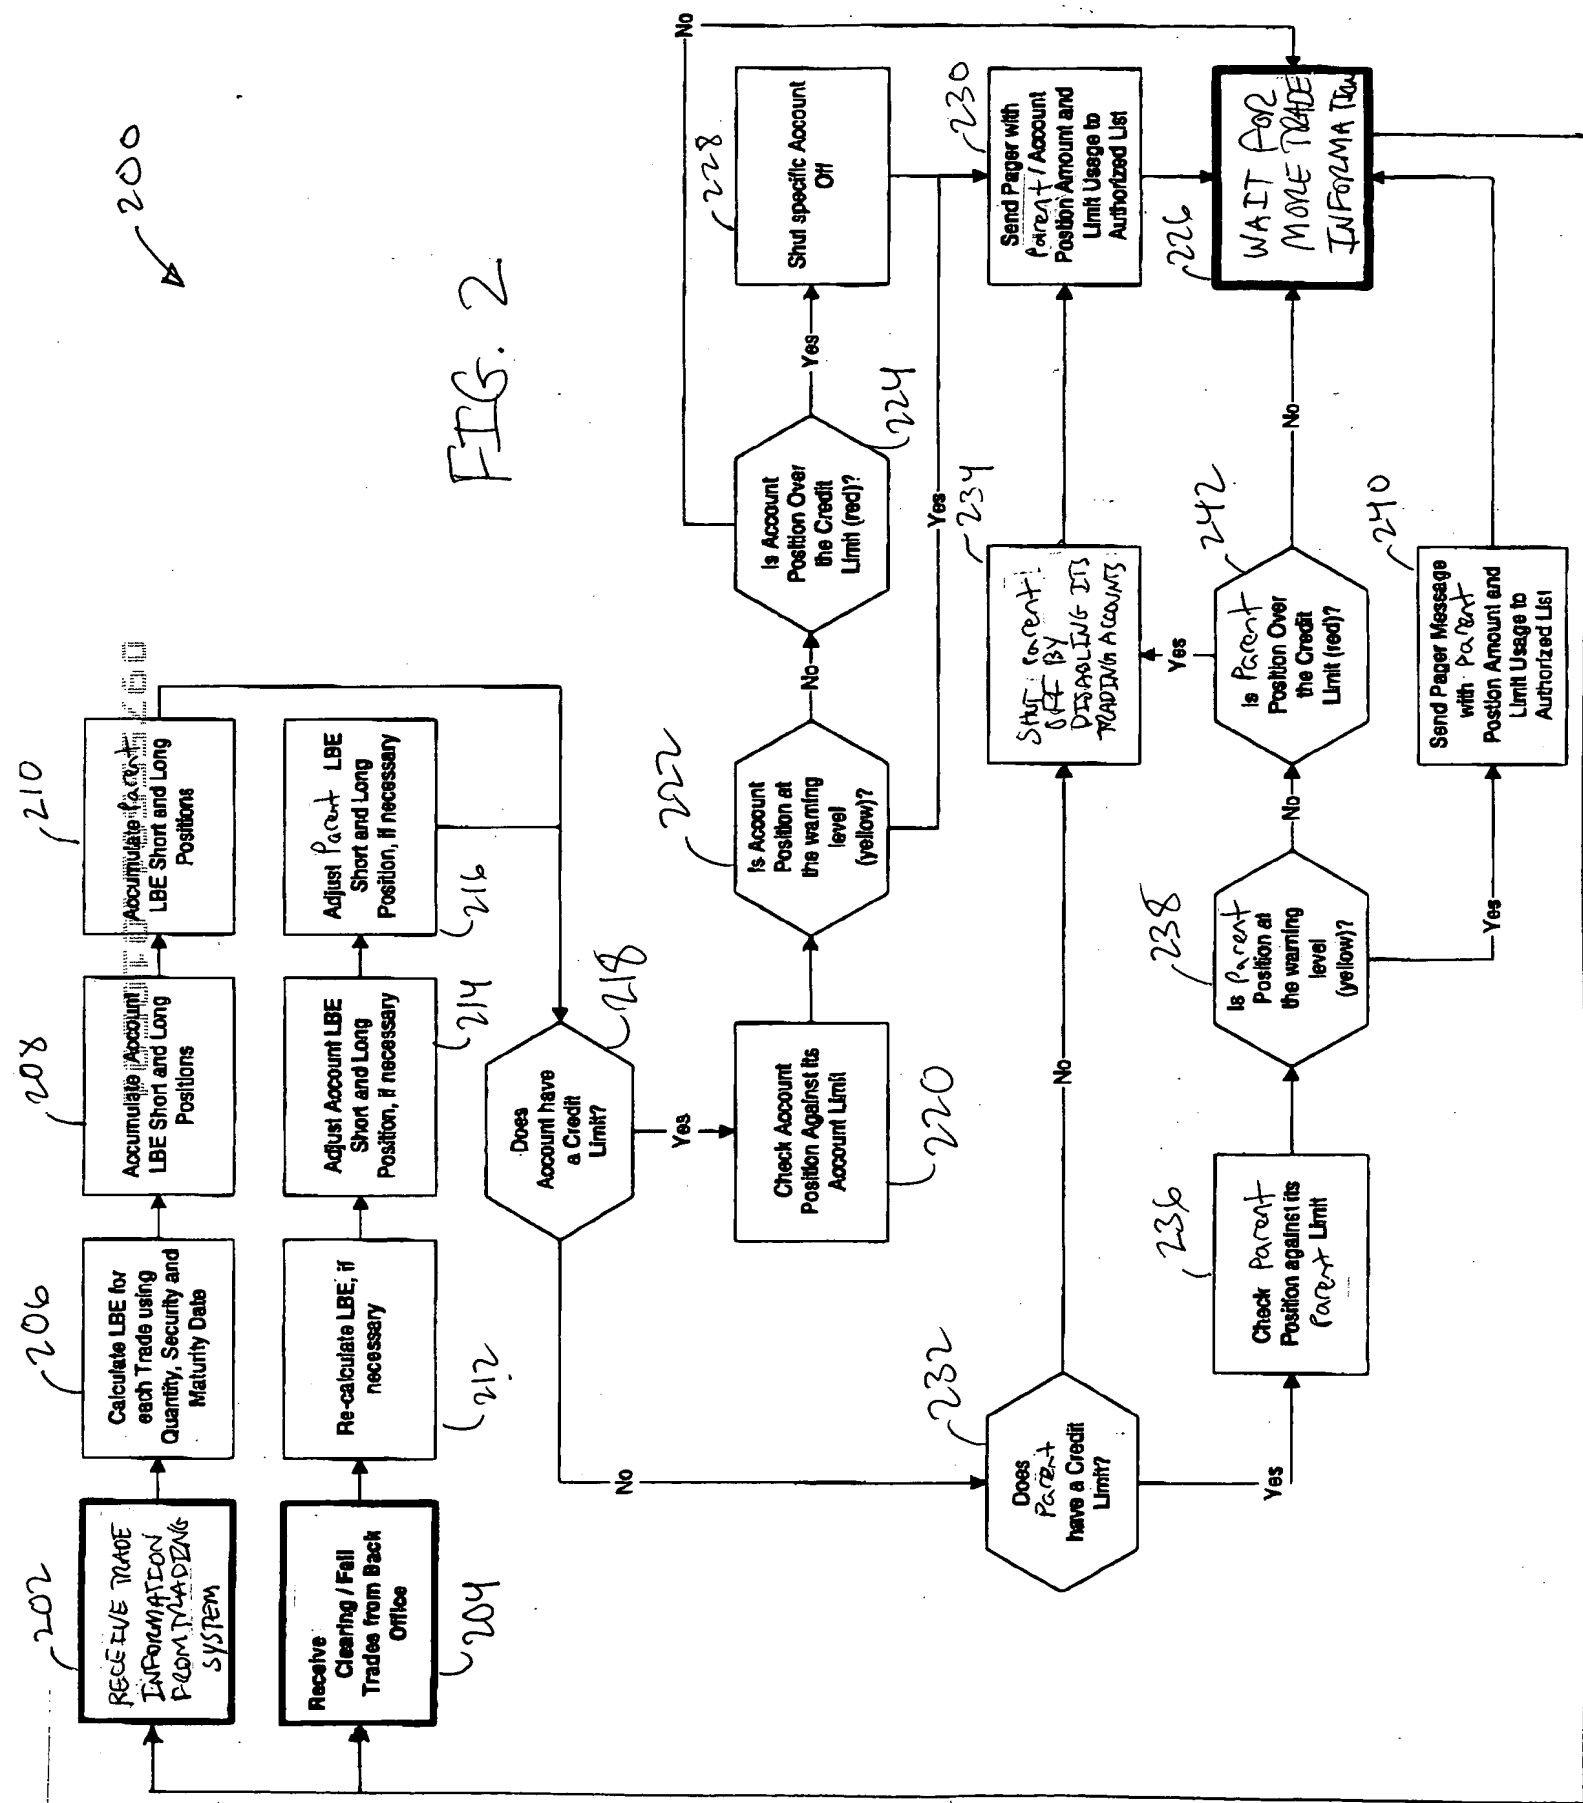 200
FIG. 2
202
RECEIVE TRADE
INFORMATION
FROM TRADING
SYSTEM
206
Calculate LBE for
each Trade using
Quantity, Security and
Maturity Date
208
Accumulate Account
LBE Short and Long
Positions
210
Accumulate Parent
LBE Short and Long
Positions
Receive
Clearing / Fail
Trades from Back
Office
204
Re-calculate LBE, if
necessary
212
Adjust Account LBE
Short and Long
Position, if necessary
214
Adjust Parent LBE
Short and Long
Position, if necessary
216
Does
Account have
a Credit
Limit?
218
Yes
No
Check Account
Position Against its
Account Limit
220
222
Is Account
Position at
the warning
level
(yellow)?
No
Yes
Is Account
Position Over
the Credit
Limit (red)?
224
Yes
No
228
Shut specific Account
Off
230
Send Pager with
Parent / Account
Position Amount and
Limit Usage to
Authorized List
232
Does
Parent
have a Credit
Limit?
No
Yes
234
SHUT Parent
OFF BY
DISABLING ITS
TRADING ACCOUNTS
236
Check Parent
Position against its
Parent Limit
238
Is Parent
Position at
the warning
level
(yellow)?
No
Yes
242
Is Parent
Position Over
the Credit
Limit (red)?
Yes
No
240
Send Pager Message
with Parent
Postion Amount and
Limit Usage to
Authorized List
226
WAIT FOR
MORE TRADE
INFORMATION